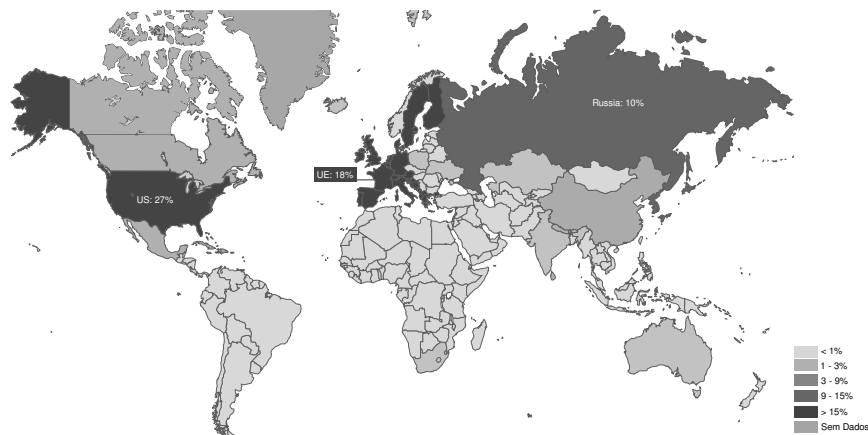 Russia: 10%
UE: 18%
US: 27%
< 1%
1 - 3%
3 - 9%
9 - 15%
> 15%
Sem Dados